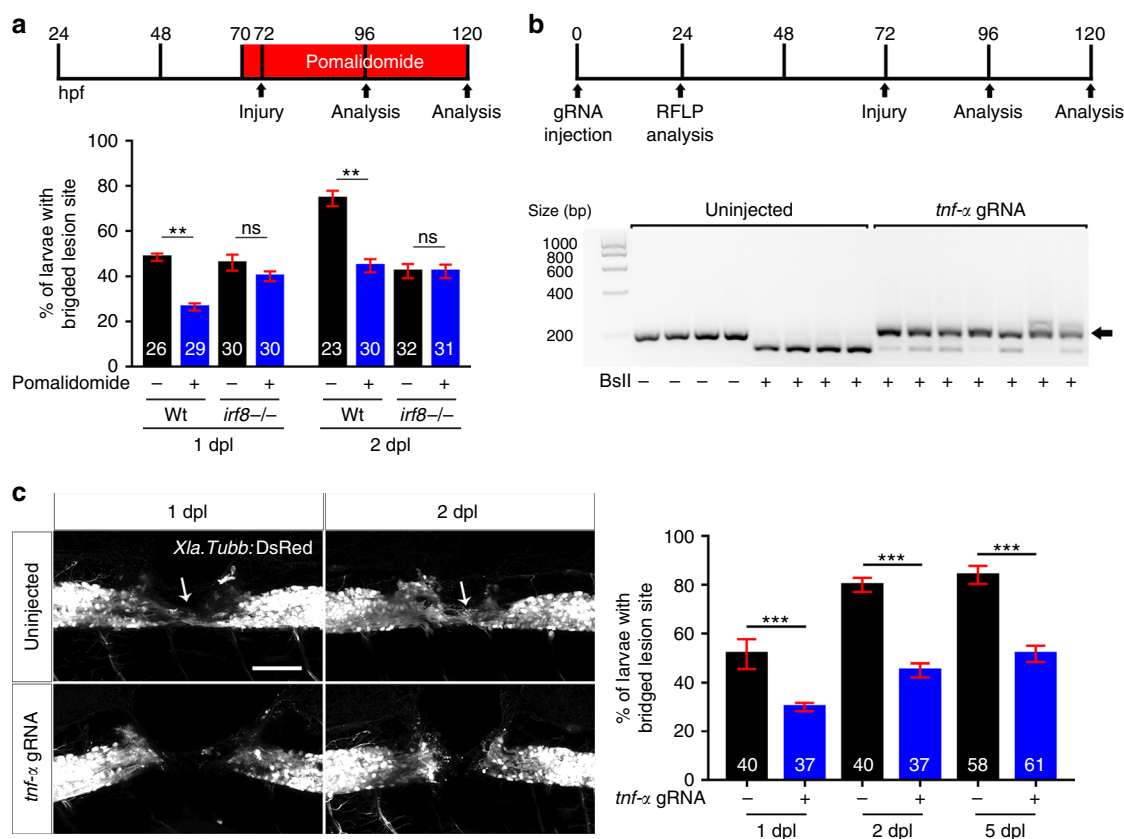 a
24 48 70 72 96 120
Pomalidomide
hpf
Injury Analysis Analysis
% of larvae with
brigded lesion site
100
80
60
40
20
0
** ns ** ns
26 29 30 30 23 30 32 31
Pomalidomide − + − + − + − +
Wt irf8−/− Wt irf8−/−
1 dpl 2 dpl
b
0 24 48 72 96 120
gRNA
injection
RFLP
analysis
Injury Analysis Analysis
Size (bp) Uninjected tnf-α gRNA
1000
800
600
400
200
BslI − − − − + + + + + + + + + + +
c
1 dpl 2 dpl
Uninjected
Xla.Tubb:DsRed
tnf-α gRNA
% of larvae with
bridged lesion site
100
80
60
40
20
0
*** *** ***
40 37 40 37 58 61
tnf-α gRNA − + − + − +
1 dpl 2 dpl 5 dpl